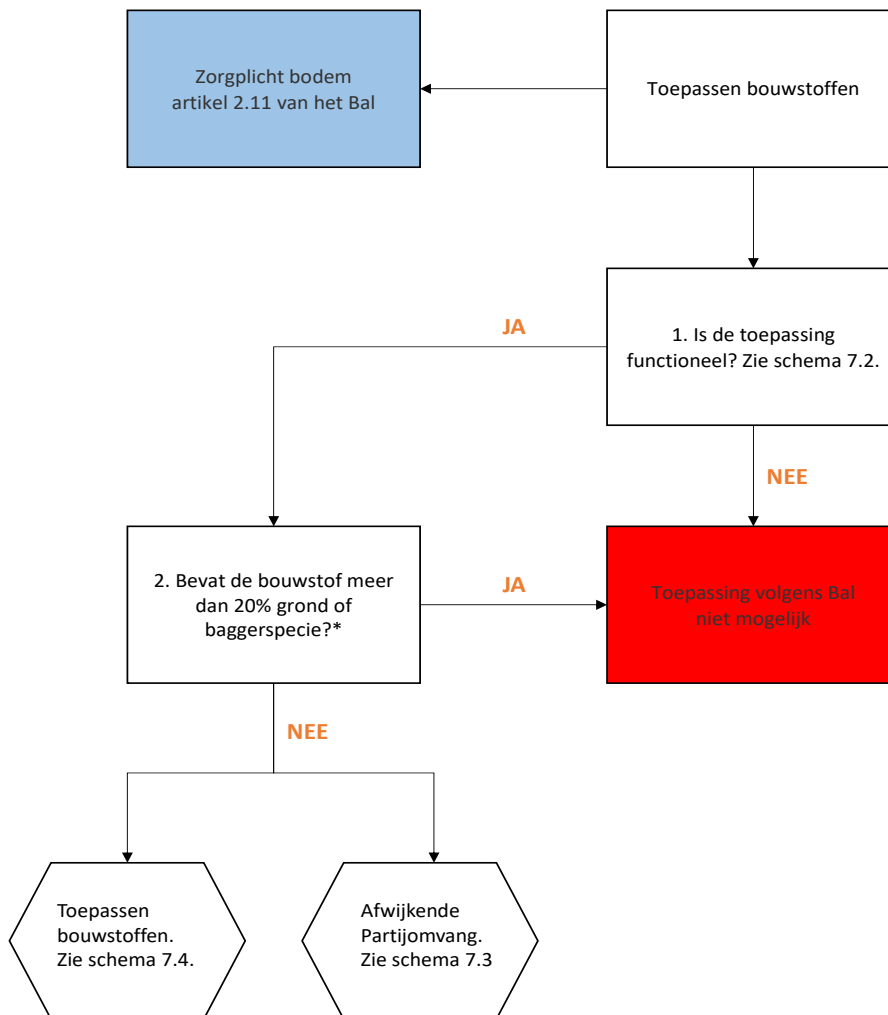 Zorgplicht bodem
artikel 2.11 van het Bal
Toepassen bouwstoffen
JA
1. Is de toepassing
functioneel? Zie schema 7.2.
NEE
2. Bevat de bouwstof meer
dan 20% grond of
baggerspecie?*
JA
Toepassing volgens Bal
niet mogelijk
NEE
Toepassen
bouwstoffen.
Zie schema 7.4.
Afwijkende
Partijomvang.
Zie schema 7.3